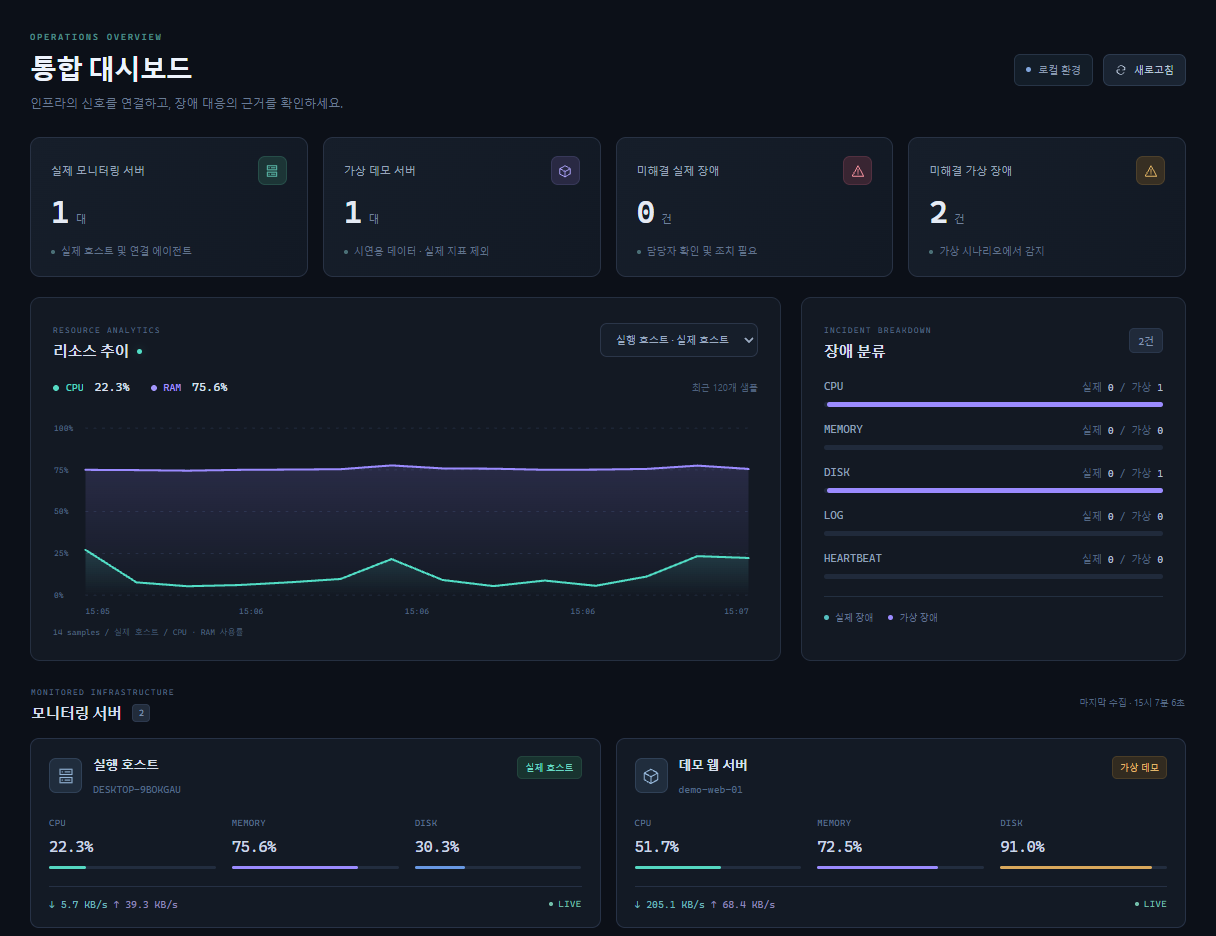 OPERATIONS OVERVIEW
통합 대시보드
인프라의 신호를 연결하고, 장애 대응의 근거를 확인하세요.
로컬 환경
새로고침
실제 모니터링 서버
1 대
실제 호스트 및 연결 에이전트
가상 데모 서버
1 대
시연용 데이터 · 실제 지표 제외
미해결 실제 장애
0 건
담당자 확인 및 조치 필요
미해결 가상 장애
2 건
가상 시나리오에서 감지
RESOURCE ANALYTICS
리소스 추이
실행 호스트 · 실제 호스트
CPU 22.3% RAM 75.6%
최근 120개 샘플
100%
75%
50%
25%
0%
15:05 15:06 15:06 15:06 15:07
14 samples / 실제 호스트 / CPU · RAM 사용률
INCIDENT BREAKDOWN
장애 분류
2건
CPU 실제 0 / 가상 1
MEMORY 실제 0 / 가상 0
DISK 실제 0 / 가상 1
LOG 실제 0 / 가상 0
HEARTBEAT 실제 0 / 가상 0
실제 장애 가상 장애
MONITORED INFRASTRUCTURE
모니터링 서버 2
마지막 수집 · 15시 7분 6초
실행 호스트
실제 호스트
DESKTOP-9BOKGAU
CPU MEMORY DISK
22.3% 75.6% 30.3%
↓ 5.7 KB/s ↑ 39.3 KB/s
LIVE
데모 웹 서버
가상 데모
demo-web-01
CPU MEMORY DISK
51.7% 72.5% 91.0%
↓ 205.1 KB/s ↑ 68.4 KB/s
LIVE